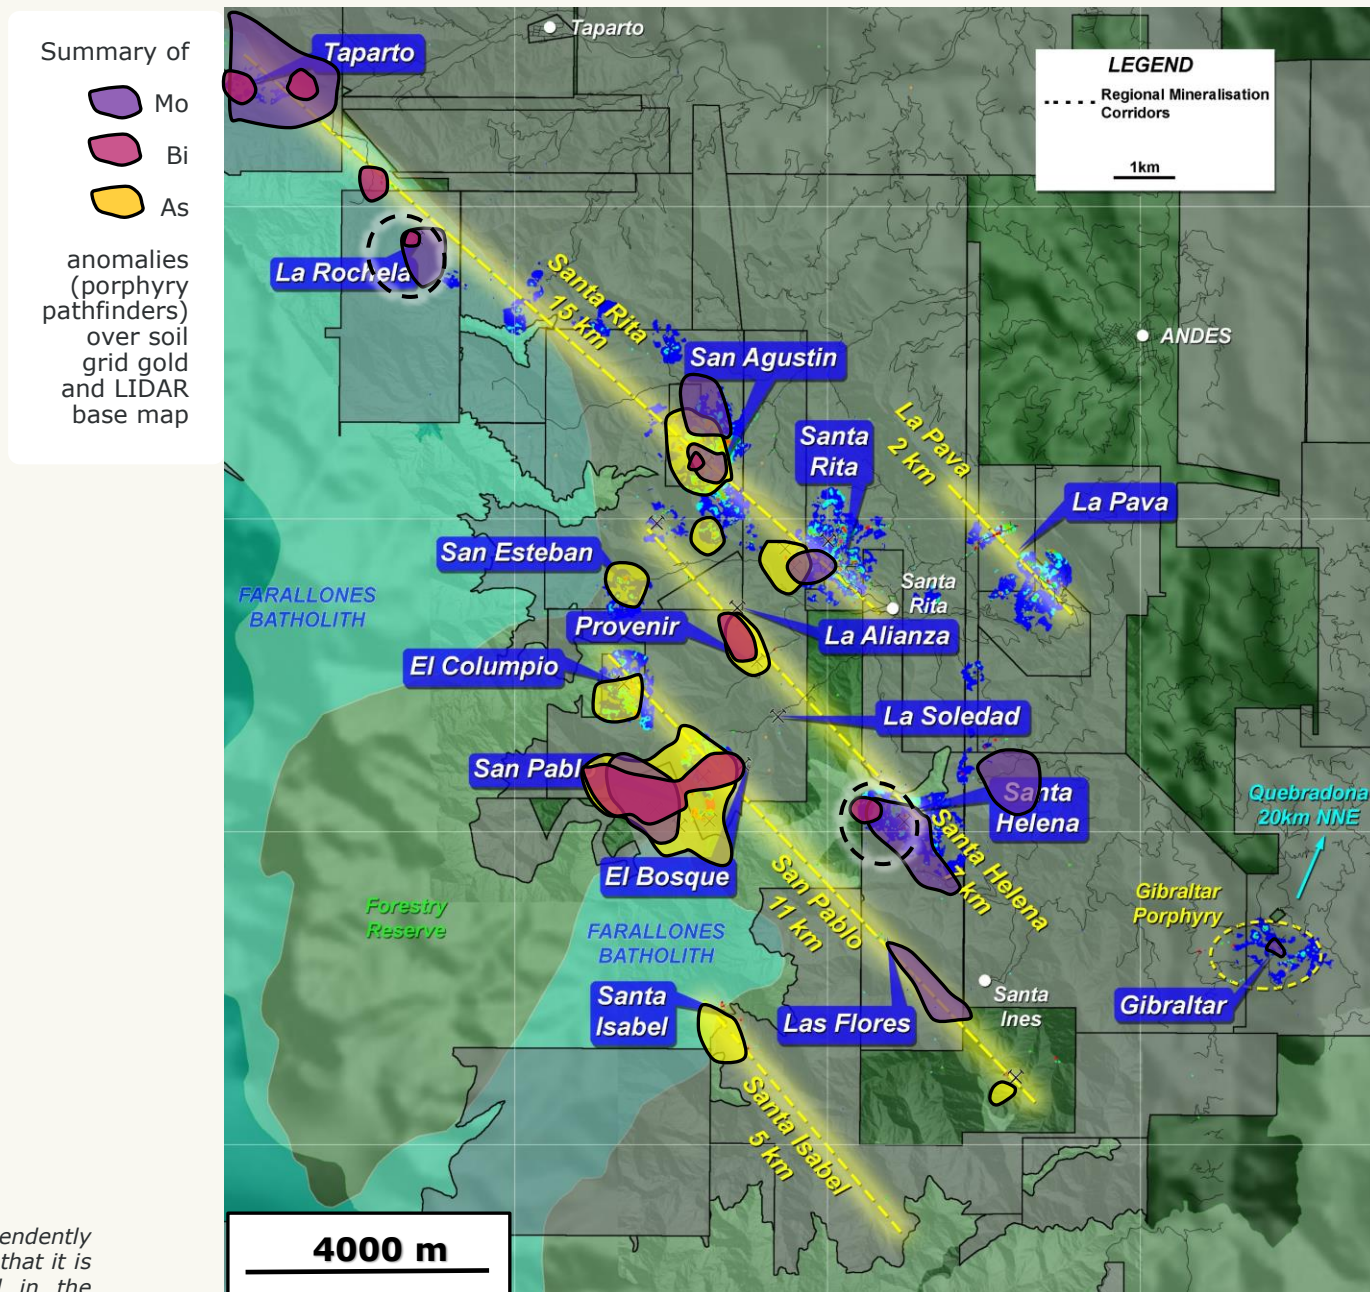 Summary of
Mo
Bi
As
anomalies
(porphyry
pathfinders)
over soil
grid gold
and LIDAR
base map
endently
that it is
in the
Taparto
Taparto
LEGEND
Regional Mineralisation
Corridors
1km
La Rochela
Santa Rita
15 km
San Agustin
ANDES
Santa
Rita
La Pava
2 km
La Pava
San Esteban
FARALLONES
BATHOLITH
Santa
Rita
Provenir
La Alianza
El Columpio
La Soledad
San Pabl
Santa
Helena
Quebradona
20km NNE
El Bosque
Santa Helena
7 km
San Pablo
11 km
Gibraltar
Porphyry
Forestry
Reserve
FARALLONES
BATHOLITH
Santa
Isabel
Las Flores
Santa
Ines
Gibraltar
Santa Isabel
5 km
4000 m